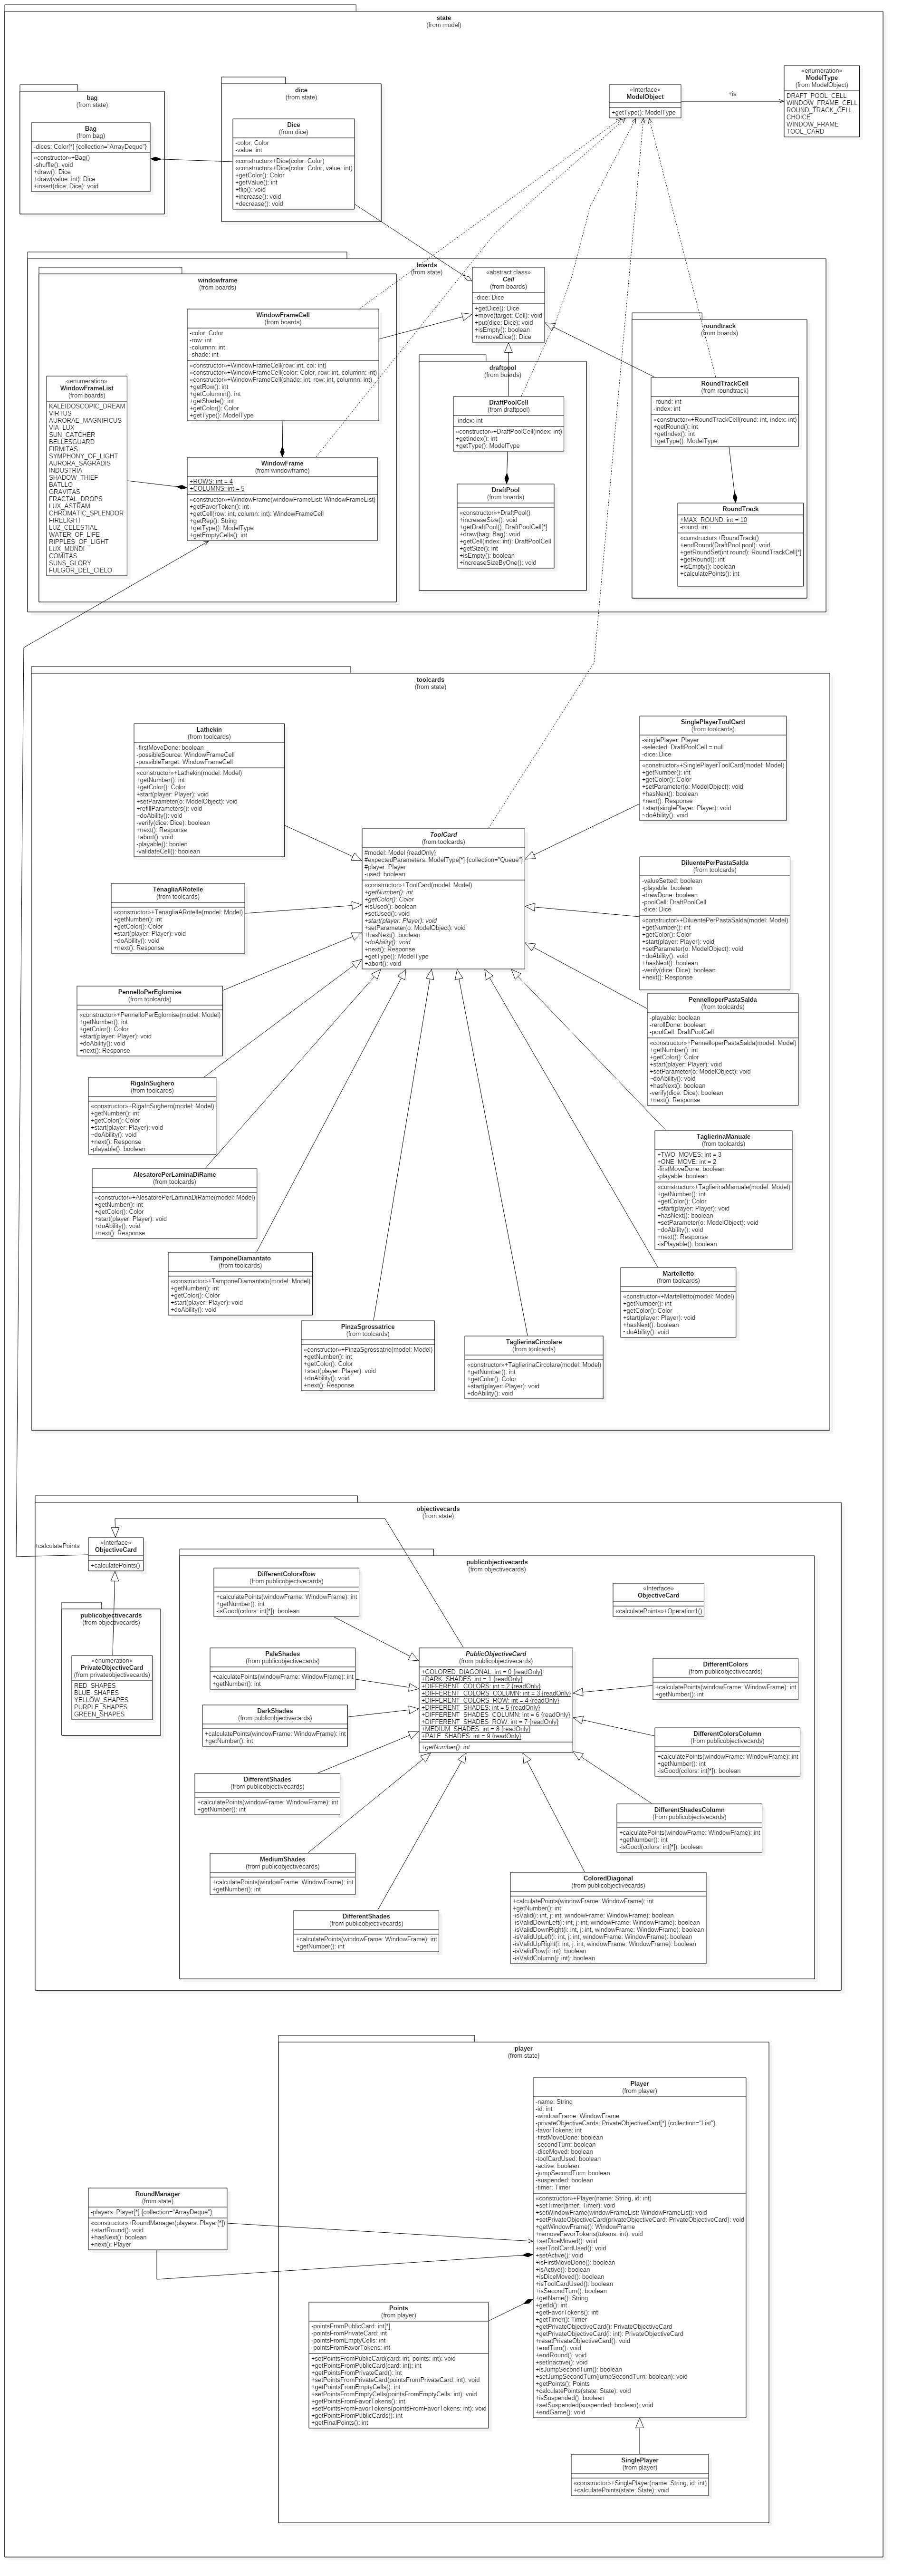 state
(from model)
«Interface»
ModelObject
+getType(): ModelType
+is
«enumeration»
ModelType
(from ModelObject)
DRAFT_POOL_CELL
WINDOW_FRAME_CELL
ROUND_TRACK_CELL
CHOICE
WINDOW_FRAME
TOOL_CARD
bag
(from state)
Bag
(from bag)
-dices: Color[*] {collection="ArrayDeque"}
«constructor»+Bag()
-shuffle(): void
+draw(): Dice
+draw(value: int): Dice
+insert(dice: Dice): void
dice
(from state)
Dice
(from dice)
-color: Color
-value: int
«constructor»+Dice(color: Color)
«constructor»+Dice(color: Color, value: int)
+getColor(): Color
+getValue(): int
+flip(): void
+increase(): void
+decrease(): void
boards
(from state)
«abstract class»
Cell
(from boards)
-dice: Dice
+getDice(): Dice
+move(target: Cell): void
+put(dice: Dice): void
+isEmpty(): boolean
+removeDice(): Dice
windowframe
(from boards)
WindowFrameCell
(from boards)
-color: Color
-row: int
-columnn: int
-shade: int
«constructor»+WindowFrameCell(row: int, col: int)
«constructor»+WindowFrameCell(color: Color, row: int, columnn: int)
«constructor»+WindowFrameCell(shade: int, row: int, columnn: int)
+getRow(): int
+getColumnn(): int
+getShade(): int
+getColor(): Color
+getType(): ModelType
«enumeration»
WindowFrameList
(from boards)
KALEIDOSCOPIC_DREAM
VIRTUS
AURORAE_MAGNIFICUS
VIA_LUX
SUN_CATCHER
BELLESGUARD
FIRMITAS
SYMPHONY_OF_LIGHT
AURORA_SAGRADIS
INDUSTRIA
SHADOW_THIEF
BATLLO
GRAVITAS
FRACTAL_DROPS
LUX_ASTRAM
CHROMATIC_SPLENDOR
FIRELIGHT
LUZ_CELESTIAL
WATER_OF_LIFE
RIPPLES_OF_LIGHT
LUX_MUNDI
COMITAS
SUNS_GLORY
FULGOR_DEL_CIELO
WindowFrame
(from windowframe)
+ROWS: int = 4
+COLUMNS: int = 5
«constructor»+WindowFrame(windowFrameList: WindowFrameList)
+getFavorToken(): int
+getCell(row: int, column: int): WindowFrameCell
+getRep(): String
+getType(): ModelType
+getEmptyCells(): int
draftpool
(from boards)
DraftPoolCell
(from draftpool)
-index: int
«constructor»+DraftPoolCell(index: int)
+getIndex(): int
+getType(): ModelType
DraftPool
(from boards)
«constructor»+DraftPool()
+increaseSize(): void
+getDraftPool(): DraftPoolCell[*]
+draw(bag: Bag): void
+getCell(index: int): DraftPoolCell
+getSize(): int
+isEmpty(): boolean
+increaseSizeByOne(): void
roundtrack
(from boards)
RoundTrackCell
(from roundtrack)
-round: int
-index: int
«constructor»+RoundTrackCell(round: int, index: int)
+getRound(): int
+getIndex(): int
+getType(): ModelType
RoundTrack
(from boards)
+MAX_ROUND: int = 10
-round: int
«constructor»+RoundTrack()
+endRound(DraftPool pool): void
+getRoundSet(int round): RoundTrackCell[*]
+getRound(): int
+isEmpty(): boolean
+calculatePoints(): int
toolcards
(from state)
Lathekin
(from toolcards)
-firstMoveDone: boolean
-possibleSource: WindowFrameCell
-possibleTarget: WindowFrameCell
«constructor»+Lathekin(model: Model)
+getNumber(): int
+getColor(): Color
+start(player: Player): void
+setParameter(o: ModelObject): void
+refillParameters(): void
~doAbility(): void
-verify(dice: Dice): boolean
+next(): Response
+abort(): void
-playable(): boolen
-validateCell(): boolean
SinglePlayerToolCard
(from toolcards)
-singlePlayer: Player
-selected: DraftPoolCell = null
-dice: Dice
«constructor»+SinglePlayerToolCard(model: Model)
+getNumber(): int
+getColor(): Color
+setParameter(o: ModelObject): void
+hasNext(): boolean
+next(): Response
+start(singlePlayer: Player): void
~doAbility(): void
ToolCard
(from toolcards)
#model: Model {readOnly}
#expectedParameters: ModelType[*] {collection="Queue"}
#player: Player
-used: boolean
«constructor»+ToolCard(model: Model)
+getNumber(): int
+getColor(): Color
+isUsed(): boolean
+setUsed(): void
+start(player: Player): void
+setParameter(o: ModelObject): void
+hasNext(): boolean
~doAbility(): void
+next(): Response
+getType(): ModelType
+abort(): void
TenagliaARotelle
(from toolcards)
«constructor»+TenagliaARotelle(model: Model)
+getNumber(): int
+getColor(): Color
+start(player: Player): void
~doAbility(): void
+next(): Response
DiluentePerPastaSalda
(from toolcards)
-valueSetted: boolean
-playable: boolean
-drawDone: boolean
-poolCell: DraftPoolCell
-dice: Dice
«constructor»+DiluentePerPastaSalda(model: Model)
+getNumber(): int
+getColor(): Color
+start(player: Player): void
+setParameter(o: ModelObject): void
~doAbility(): void
+hasNext(): boolean
-verify(dice: Dice): boolean
+next(): Response
PennelloPerEglomise
(from toolcards)
«constructor»+PennelloPerEglomise(model: Model)
+getNumber(): int
+getColor(): Color
+start(player: Player): void
+doAbility(): void
+next(): Response
PennelloperPastaSalda
(from toolcards)
-playable: boolean
-rerollDone: boolean
-poolCell: DraftPoolCell
«constructor»+PennelloperPastaSalda(model: Model)
+getNumber(): int
+getColor(): Color
+start(player: Player): void
+setParameter(o: ModelObject): void
~doAbility(): void
+hasNext(): boolean
-verify(dice: Dice): boolean
+next(): Response
RigaInSughero
(from toolcards)
«constructor»+RigaInSughero(model: Model)
+getNumber(): int
+getColor(): Color
+start(player: Player): void
~doAbility(): void
+next(): Response
-playable(): boolean
TaglierinaManuale
(from toolcards)
+TWO_MOVES: int = 3
+ONE_MOVE: int = 2
-firstMoveDone: boolean
-playable: boolean
«constructor»+TaglierinaManuale(model: Model)
+getNumber(): int
+getColor(): Color
+start(player: Player): void
+hasNext(): boolean
+setParameter(o: ModelObject): void
~doAbility(): void
+next(): Response
-isPlayable(): boolean
AlesatorePerLaminaDiRame
(from toolcards)
«constructor»+AlesatorePerLaminaDiRame(model: Model)
+getNumber(): int
+getColor(): Color
+start(player: Player): void
+doAbility(): void
+next(): Response
TamponeDiamantato
(from toolcards)
«constructor»+TamponeDiamantato(model: Model)
+getNumber(): int
+getColor(): Color
+start(player: Player): void
+doAbility(): void
Martelletto
(from toolcards)
«constructor»+Martelletto(model: Model)
+getNumber(): int
+getColor(): Color
+start(player: Player): void
+hasNext(): boolean
~doAbility(): void
PinzaSgrossatrice
(from toolcards)
«constructor»+PinzaSgrossatrie(model: Model)
+getNumber(): int
+getColor(): Color
+start(player: Player): void
+doAbility(): void
+next(): Response
TaglierinaCircolare
(from toolcards)
«constructor»+TaglierinaCircolare(model: Model)
+getNumber(): int
+getColor(): Color
+start(player: Player): void
+doAbility(): void
objectivecards
(from state)
+calculatePoints
«Interface»
ObjectiveCard
+calculatePoints()
publicobjectivecards
(from objectivecards)
«enumeration»
PrivateObjectiveCard
(from privateobjectivecards)
RED_SHAPES
BLUE_SHAPES
YELLOW_SHAPES
PURPLE_SHAPES
GREEN_SHAPES
publicobjectivecards
(from objectivecards)
DifferentColorsRow
(from publicobjectivecards)
+calculatePoints(windowFrame: WindowFrame): int
+getNumber(): int
-isGood(colors: int[*]): boolean
«Interface»
ObjectiveCard
«calculatePoints»+Operation1()
PaleShades
(from publicobjectivecards)
+calculatePoints(windowFrame: WindowFrame): int
+getNumber(): int
PublicObjectiveCard
(from publicobjectivecards)
+COLORED_DIAGONAL: int = 0 {readOnly}
+DARK_SHADES: int = 1 {readOnly}
+DIFFERENT_COLORS: int = 2 {readOnly}
+DIFFERENT_COLORS_COLUMN: int = 3 {readOnly}
+DIFFERENT_COLORS_ROW: int = 4 {readOnly}
+DIFFERENT_SHADES: int = 5 {readOnly}
+DIFFERENT_SHADES_COLUMN: int = 6 {readOnly}
+DIFFERENT_SHADES_ROW: int = 7 {readOnly}
+MEDIUM_SHADES: int = 8 {readOnly}
+PALE_SHADES: int = 9 {readOnly}
+getNumber(): int
DifferentColors
(from publicobjectivecards)
+calculatePoints(windowFrame: WindowFrame): int
+getNumber(): int
DarkShades
(from publicobjectivecards)
+calculatePoints(windowFrame: WindowFrame): int
+getNumber(): int
DifferentColorsColumn
(from publicobjectivecards)
+calculatePoints(windowFrame: WindowFrame): int
+getNumber(): int
-isGood(colors: int[*]): boolean
DifferentShades
(from publicobjectivecards)
+calculatePoints(windowFrame: WindowFrame): int
+getNumber(): int
DifferentShadesColumn
(from publicobjectivecards)
+calculatePoints(windowFrame: WindowFrame): int
+getNumber(): int
-isGood(colors: int[*]): boolean
MediumShades
(from publicobjectivecards)
+calculatePoints(windowFrame: WindowFrame): int
+getNumber(): int
ColoredDiagonal
(from publicobjectivecards)
+calculatePoints(windowFrame: WindowFrame): int
+getNumber(): int
-isValid(i: int, j: int, windowFrame: WindowFrame): boolean
-isValidDownLeft(i: int, j: int, windowFrame: WindowFrame): boolean
-isValidDownRight(i: int, j: int, windowFrame: WindowFrame): boolean
-isValidUpLeft(i: int, j: int, windowFrame: WindowFrame): boolean
-isValidUpRight(i: int, j: int, windowFrame: WindowFrame): boolean
-isValidRow(i: int): boolean
-isValidColumn(j: int): boolean
DifferentShades
(from publicobjectivecards)
+calculatePoints(windowFrame: WindowFrame): int
+getNumber(): int
player
(from state)
Player
(from player)
-name: String
-id: int
-windowFrame: WindowFrame
-privateObjectiveCards: PrivateObjectiveCard[*] {collection="List"}
-favorTokens: int
-firstMoveDone: boolean
-secondTurn: boolean
-diceMoved: boolean
-toolCardUsed: boolean
-active: boolean
-jumpSecondTurn: boolean
-suspended: boolean
-timer: Timer
«constructor»+Player(name: String, id: int)
+setTimer(timer: Timer): void
+setWindowFrame(windowFrameList: WindowFrameList): void
+setPrivateObjectiveCard(privateObjectiveCard: PrivateObjectiveCard): void
+getWindowFrame(): WindowFrame
+removeFavorTokens(tokens: int): void
+setDiceMoved(): void
+setToolCardUsed(): void
+setActive(): void
+isFirstMoveDone(): boolean
+isActive(): boolean
+isDiceMoved(): boolean
+isToolCardUsed(): boolean
+isSecondTurn(): boolean
+getName(): String
+getId(): int
+getFavorTokens(): int
+getTimer(): Timer
+getPrivateObjectiveCard(): PrivateObjectiveCard
+getPrivateObjectiveCard(i: int): PrivateObjectiveCard
+resetPrivateObjectiveCard(): void
+endTurn(): void
+endRound(): void
+setInactive(): void
+isJumpSecondTurn(): boolean
+setJumpSecondTurn(jumpSecondTurn: boolean): void
+getPoints(): Points
+calculatePoints(state: State): void
+isSuspended(): boolean
+setSuspended(suspended: boolean): void
+endGame(): void
RoundManager
(from state)
-players: Player[*] {collection="ArrayDeque"}
«constructor»+RoundManager(players: Player[*])
+startRound(): void
+hasNext(): boolean
+next(): Player
Points
(from player)
-pointsFromPublicCard: int[*]
-pointsFromPrivateCard: int
-pointsFromEmptyCells: int
-pointsFromFavorTokens: int
+setPointsFromPublicCard(card: int, points: int): void
+getPointsFromPublicCard(card: int): int
+getPointsFromPrivateCard(): int
+setPointsFromPrivateCard(pointsFromPrivateCard: int): void
+getPointsFromEmptyCells(): int
+setPointsFromEmptyCells(pointsFromEmptyCells: int): void
+getPointsFromFavorTokens(): int
+setPointsFromFavorTokens(pointsFromFavorTokens: int): void
+getPointsFromPublicCards(): int
+getFinalPoints(): int
SinglePlayer
(from player)
«constructor»+SinglePlayer(name: String, id: int)
+calculatePoints(state: State): void